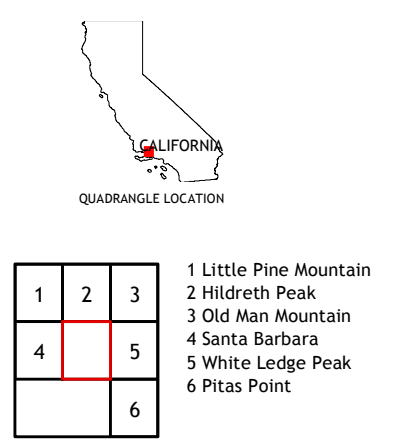 CALIFORNIA
QUADRANGLE LOCATION
1 2 3
4 5
6
1 Little Pine Mountain
2 Hildreth Peak
3 Old Man Mountain
4 Santa Barbara
5 White Ledge Peak
6 Pitas Point